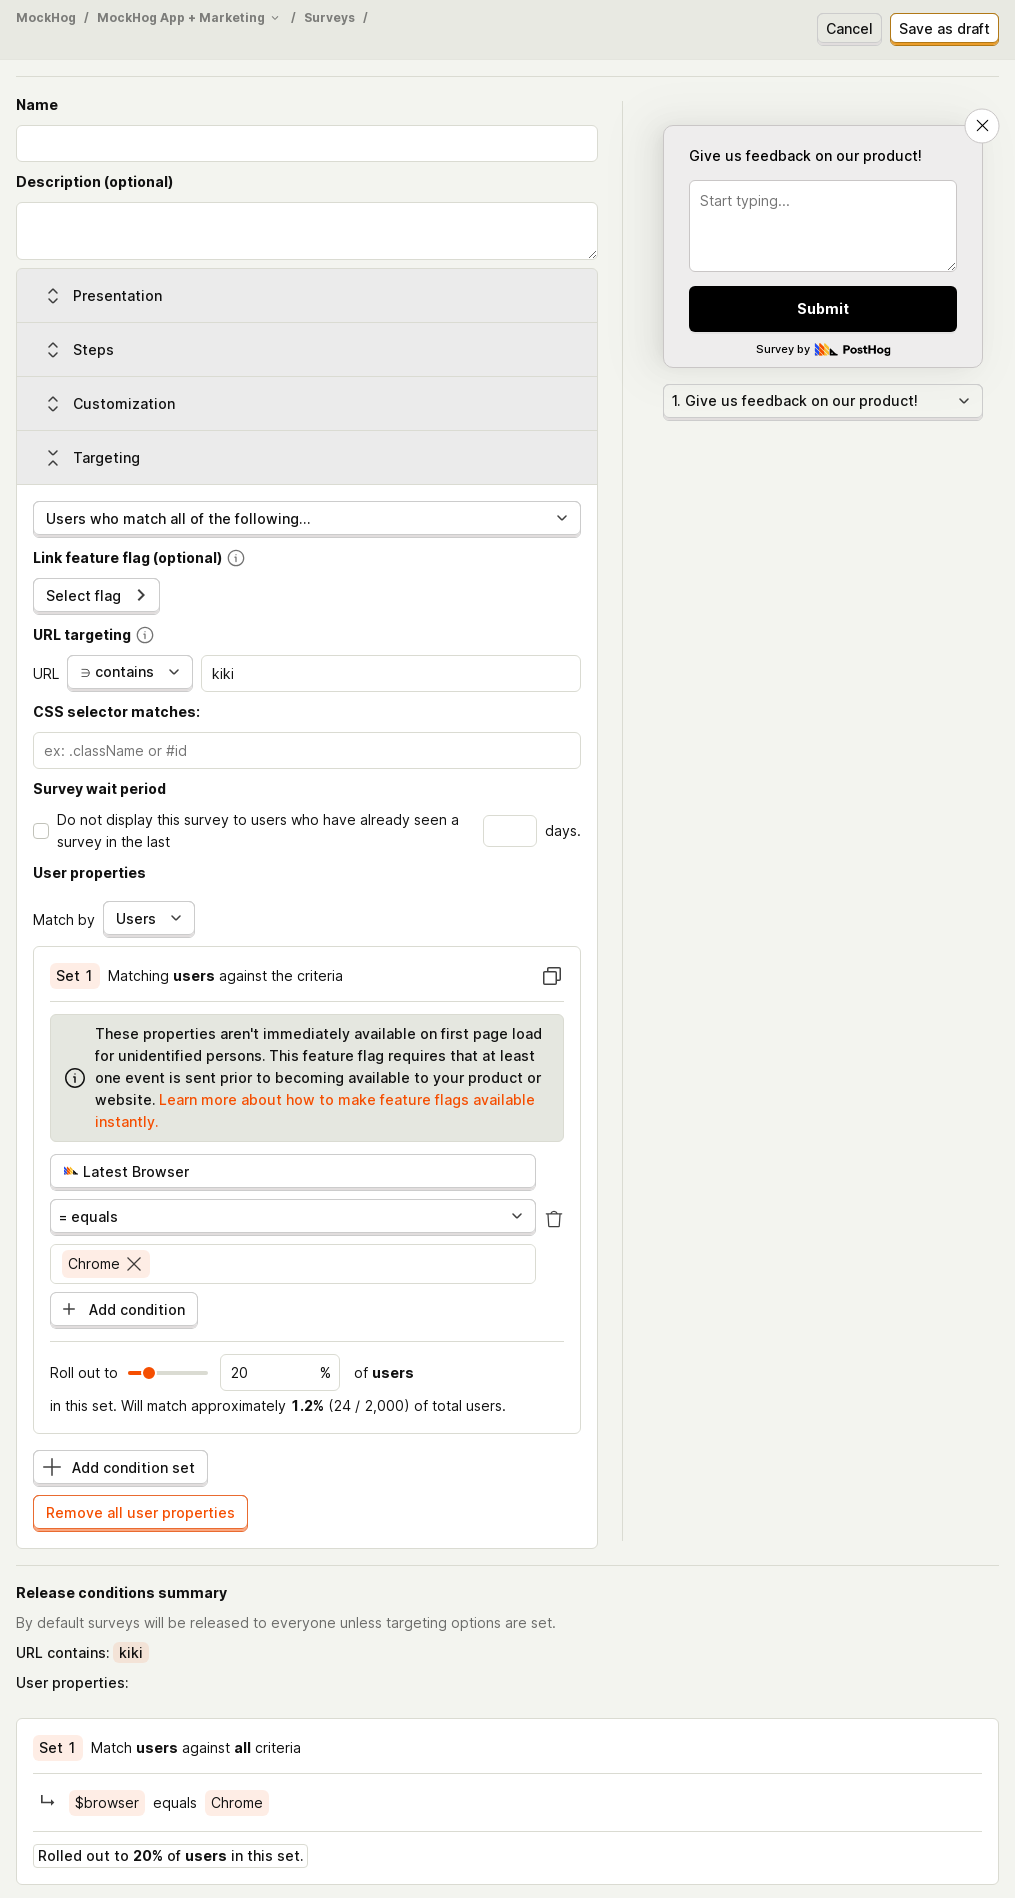 MockHog / MockHog App + Marketing / Surveys /
Cancel
Save as draft
Name
Description (optional)
Presentation
Steps
Customization
Targeting
Users who match all of the following...
Link feature flag (optional)
Select flag
URL targeting
URL
∋ contains
kiki
CSS selector matches:
ex: .className or #id
Survey wait period
Do not display this survey to users who have already seen a
survey in the last
days.
User properties
Match by
Users
Set 1 Matching users against the criteria
These properties aren't immediately available on first page load
for unidentified persons. This feature flag requires that at least
one event is sent prior to becoming available to your product or
website. Learn more about how to make feature flags available
instantly.
Latest Browser
= equals
Chrome
Add condition
Roll out to 20 % of users
in this set. Will match approximately 1.2% (24 / 2,000) of total users.
Add condition set
Remove all user properties
Give us feedback on our product!
Start typing...
Submit
Survey by PostHog
1. Give us feedback on our product!
Release conditions summary
By default surveys will be released to everyone unless targeting options are set.
URL contains: kiki
User properties:
Set 1 Match users against all criteria
$browser equals Chrome
Rolled out to 20% of users in this set.